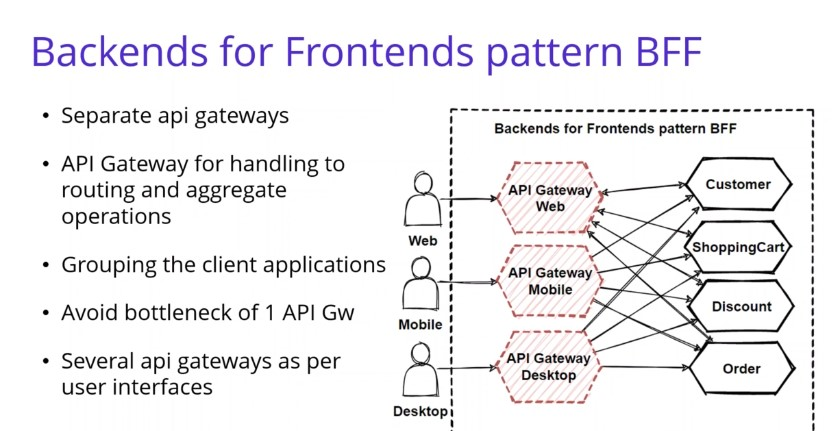 Backends for Frontends pattern BFF
• Separate api gateways
• API Gateway for handling to
routing and aggregate
operations
• Grouping the client applications
• Avoid bottleneck of 1 API Gw
• Several api gateways as per
user interfaces
Backends for Frontends pattern BFF
Web
Mobile
Desktop
API Gateway
Web
API Gateway
Mobile
API Gateway
Desktop
Customer
ShoppingCart
Discount
Order